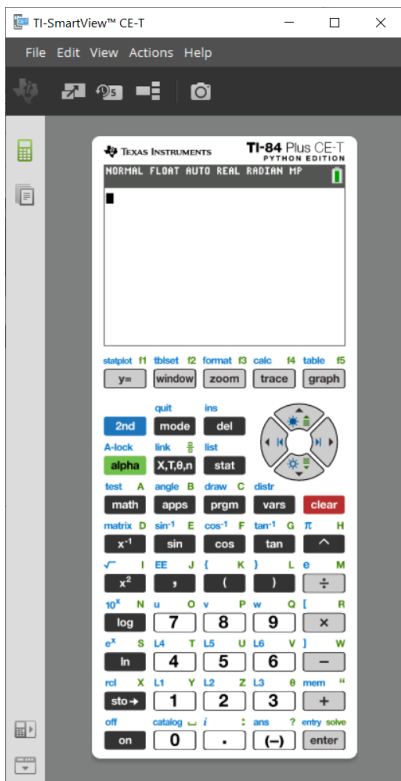 TI-SmartView™ CE-T
File Edit View Actions Help
TEXAS INSTRUMENTS TI-84 Plus CE-T
PYTHON EDITION
NORMAL FLOAT AUTO REAL RADIAN MP
statplot f1 tblset f2 format f3 calc f4 table f5
y= window zoom trace graph
quit ins
2nd mode del
A-lock link list
alpha X,T,θ,n stat
test A angle B draw C distr
math apps prgm vars clear
matrix D sin⁻¹ E cos⁻¹ F tan⁻¹ G π H
x⁻¹ sin cos tan ^
√ I EE J { K } L e M
x² , ( ) ÷
10ˣ N u O v P w Q [ R
log 7 8 9 ×
eˣ S L4 T L5 U L6 V ] W
ln 4 5 6 −
rcl X L1 Y L2 Z L3 θ mem "
sto→ 1 2 3 +
off catalog ⎵ i : ans ? entry solve
on 0 . (−) enter